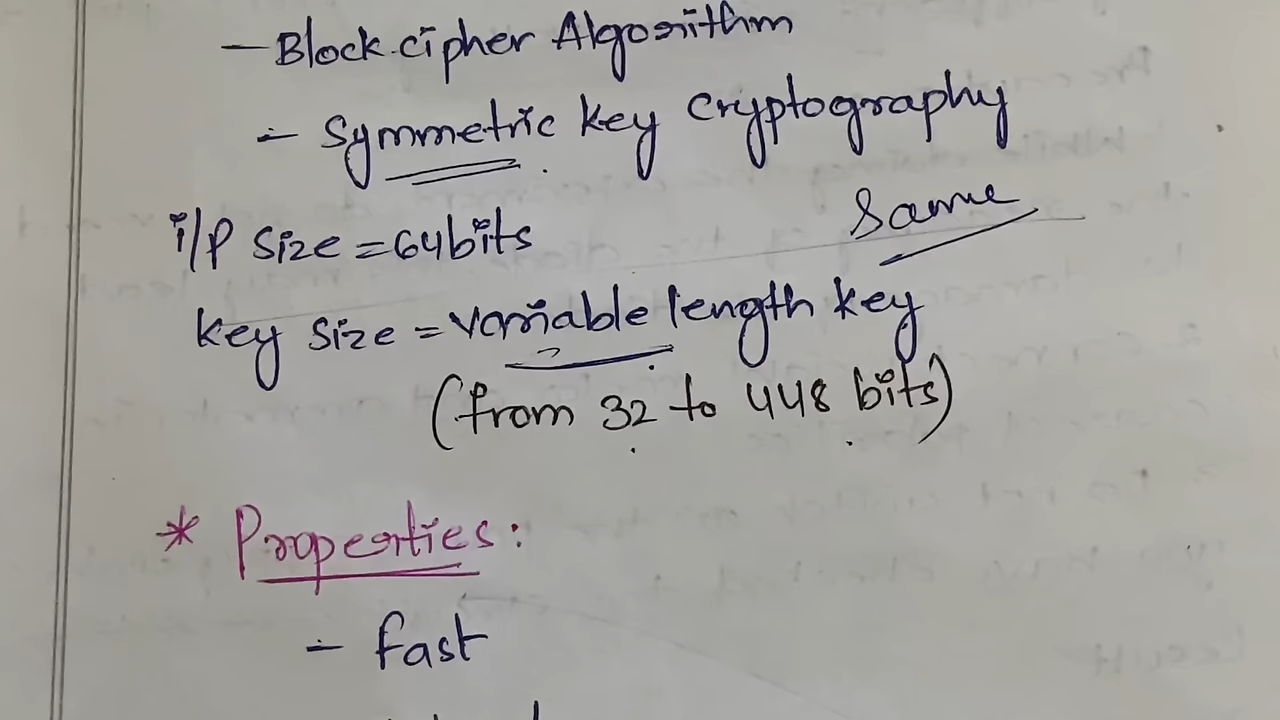 - Block cipher Algorithm
- Symmetric key cryptography
Same
i/p size = 64 bits
key size = variable length key
(from 32 to 448 bits)
* Properties:
- fast